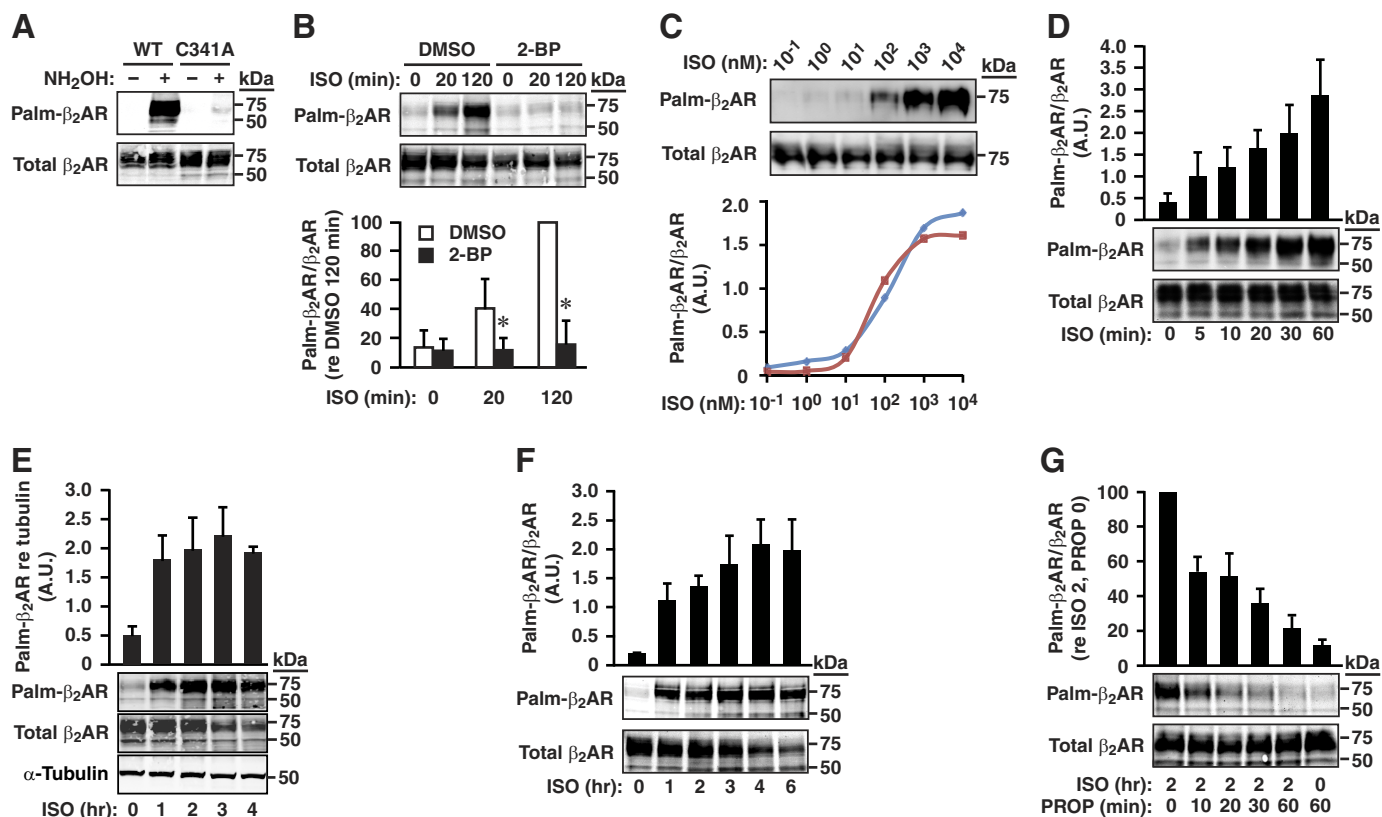 A
WT C341A
NH₂OH: – + – + kDa
Palm-β₂AR 75
50
Total β₂AR 75
50
B
DMSO 2-BP
ISO (min): 0 20 120 0 20 120 kDa
Palm-β₂AR 75
50
Total β₂AR 75
50
Palm-β₂AR/β₂AR
(re DMSO 120 min)
100
80
60
40
20
0
DMSO
2-BP
* *
ISO (min): 0 20 120
C
ISO (nM): 10⁻¹ 10⁰ 10¹ 10² 10³ 10⁴ kDa
Palm-β₂AR 75
Total β₂AR 75
Palm-β₂AR/β₂AR
(A.U.)
2.0
1.5
1.0
0.5
0
ISO (nM): 10⁻¹ 10⁰ 10¹ 10² 10³ 10⁴
D
Palm-β₂AR/β₂AR
(A.U.)
4.0
3.5
3.0
2.5
2.0
1.5
1.0
0.5
0
kDa
Palm-β₂AR 75
50
Total β₂AR 75
50
ISO (min): 0 5 10 20 30 60
E
Palm-β₂AR re tubulin
(A.U.)
3.0
2.5
2.0
1.5
1.0
0.5
0
kDa
Palm-β₂AR 75
50
Total β₂AR 75
50
α-Tubulin 50
ISO (hr): 0 1 2 3 4
F
Palm-β₂AR/β₂AR
(A.U.)
3.0
2.5
2.0
1.5
1.0
0.5
0
kDa
Palm-β₂AR 75
50
Total β₂AR 75
50
ISO (hr): 0 1 2 3 4 6
G
Palm-β₂AR/β₂AR
(re ISO 2, PROP 0)
100
80
60
40
20
0
kDa
Palm-β₂AR 75
50
Total β₂AR 75
50
ISO (hr): 2 2 2 2 2 0
PROP (min): 0 10 20 30 60 60